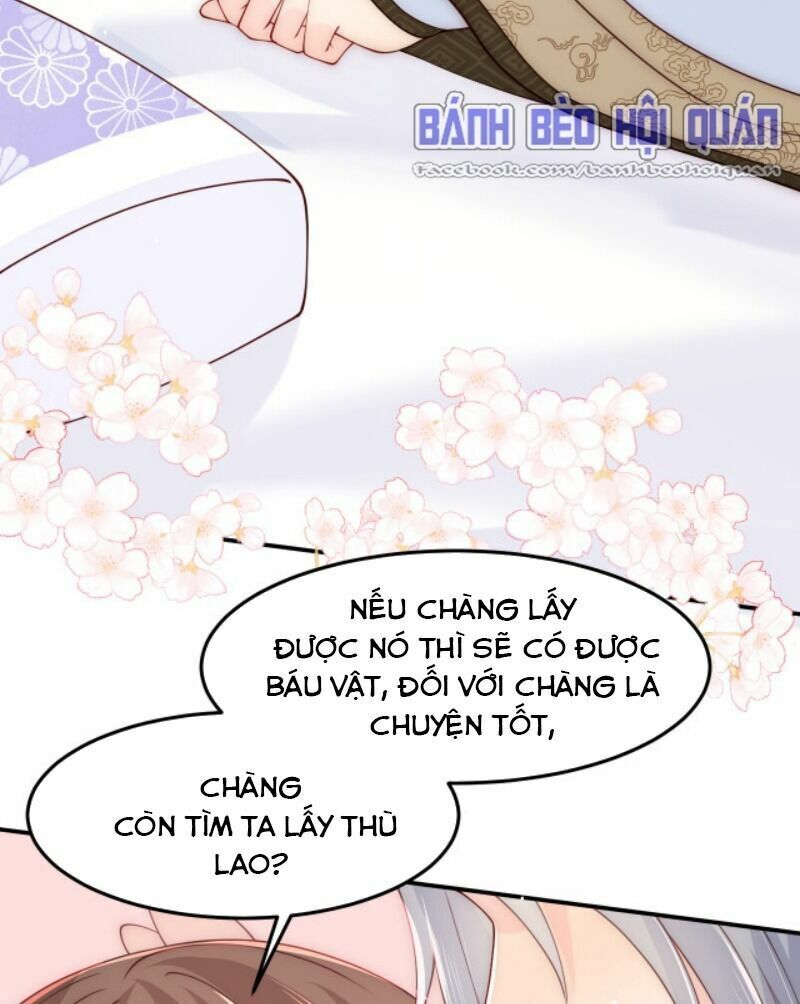 BÁNH BÈO HỘI QUÁN
facebook.com/banhbeohoiquan
NẾU CHÀNG LẤY
ĐƯỢC NÓ THÌ SẼ CÓ ĐƯỢC
BÁU VẬT, ĐỐI VỚI CHÀNG LÀ
CHUYỆN TỐT,
CHÀNG
CÒN TÌM TA LẤY THÙ
LAO?